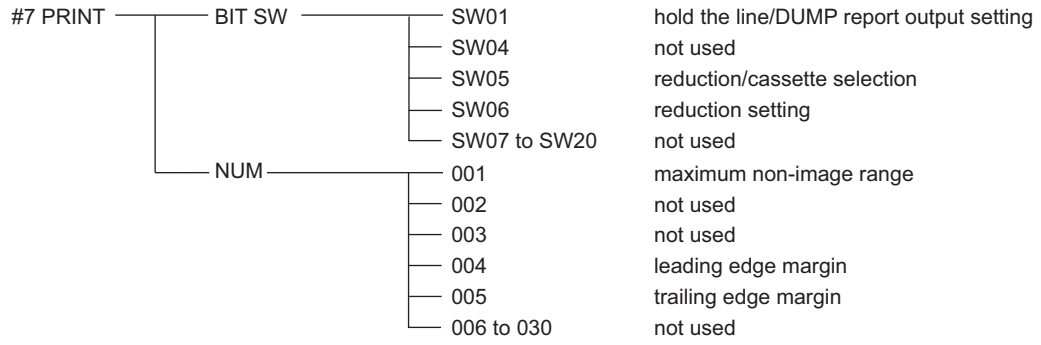 #7 PRINT BIT SW SW01 hold the line/DUMP report output setting
SW04 not used
SW05 reduction/cassette selection
SW06 reduction setting
SW07 to SW20 not used
NUM 001 maximum non-image range
002 not used
003 not used
004 leading edge margin
005 trailing edge margin
006 to 030 not used